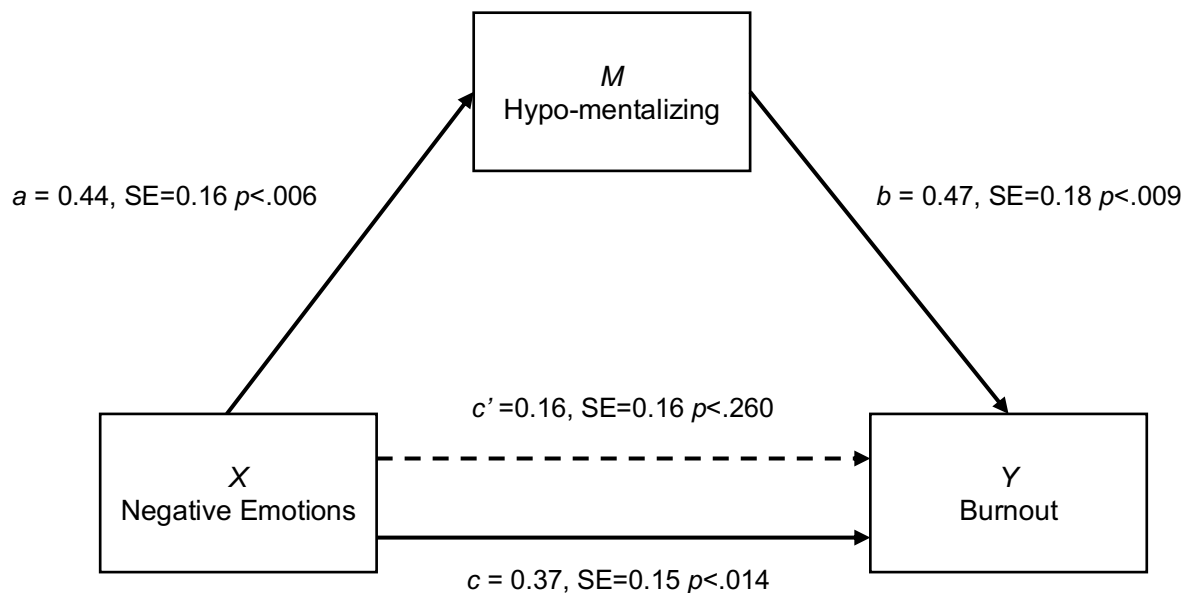 M
Hypo-mentalizing
a = 0.44, SE=0.16 p<.006
b = 0.47, SE=0.18 p<.009
c’ =0.16, SE=0.16 p<.260
X
Negative Emotions
Y
Burnout
c = 0.37, SE=0.15 p<.014